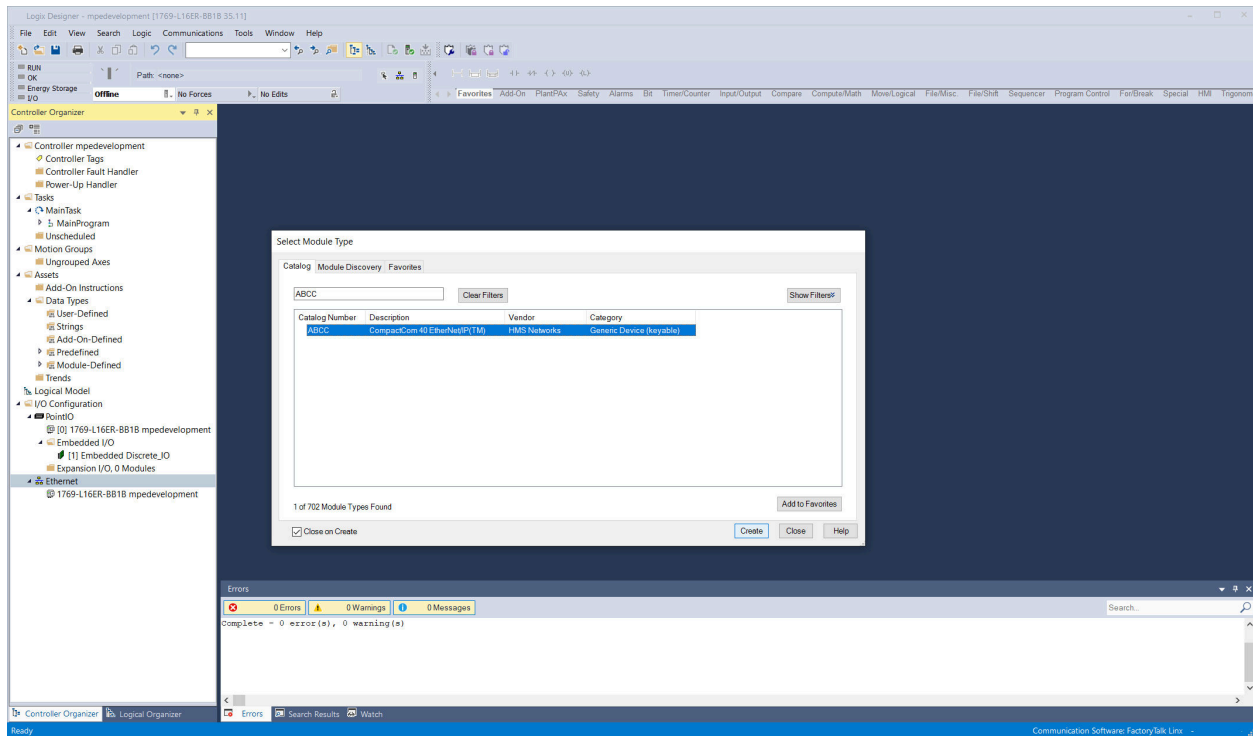 Logix Designer - mpedevelopment [1769-L16ER-BB1B 35.11]
File Edit View Search Logic Communications Tools Window Help
RUN
OK
Energy Storage
I/O
Path: <none>
Offline
No Forces
No Edits
Favorites Add-On PlantPAx Safety Alarms Bit Timer/Counter Input/Output Compare Compute/Math Move/Logical File/Misc. File/Shift Sequencer Program Control For/Break Special HMI Trigonom
Controller Organizer
Controller mpedevelopment
Controller Tags
Controller Fault Handler
Power-Up Handler
Tasks
MainTask
MainProgram
Unscheduled
Motion Groups
Ungrouped Axes
Assets
Add-On Instructions
Data Types
User-Defined
Strings
Add-On-Defined
Predefined
Module-Defined
Trends
Logical Model
I/O Configuration
PointIO
[0] 1769-L16ER-BB1B mpedevelopment
Embedded I/O
[1] Embedded Discrete_IO
Expansion I/O, 0 Modules
Ethernet
1769-L16ER-BB1B mpedevelopment
Controller Organizer Logical Organizer
Select Module Type
Catalog Module Discovery Favorites
ABCC
Clear Filters
Show Filters
Catalog Number Description Vendor Category
ABCC CompactCom 40 EtherNet/IP(TM) HMS Networks Generic Device (keyable)
1 of 702 Module Types Found
Add to Favorites
Close on Create
Create Close Help
Errors
0 Errors 0 Warnings 0 Messages
Search...
Complete - 0 error(s), 0 warning(s)
Errors Search Results Watch
Ready
Communication Software: FactoryTalk Linx -